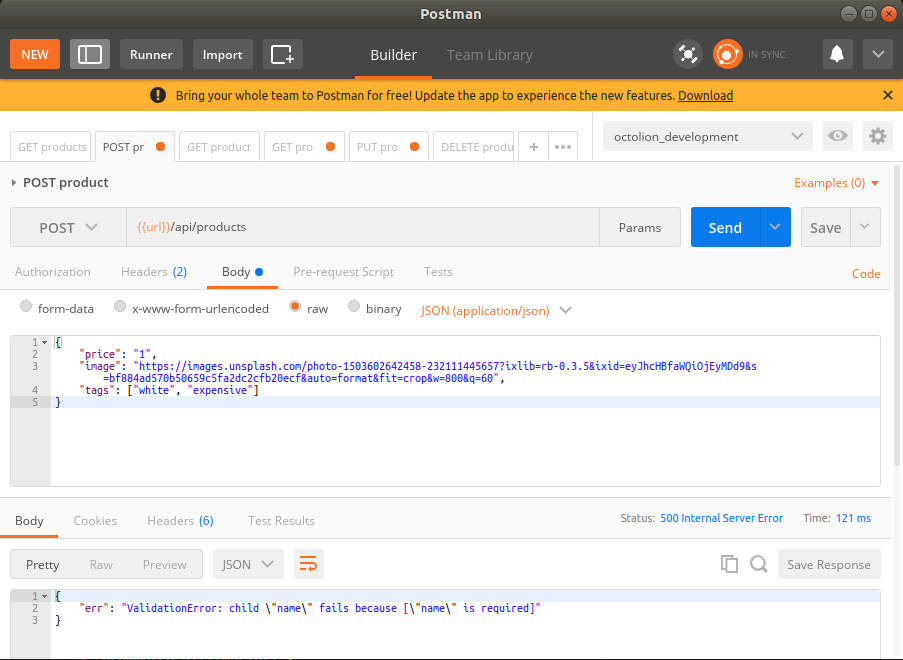 Postman
NEW Runner Import Builder Team Library IN SYNC
Bring your whole team to Postman for free! Update the app to experience the new features. Download
GET products POST pr GET product GET pro PUT pro DELETE produ + ••• octolion_development
POST product Examples (0)
POST {{url}}/api/products Params Send Save
Authorization Headers (2) Body Pre-request Script Tests Code
form-data x-www-form-urlencoded raw binary JSON (application/json)
1 {
2 "price": "1",
3 "image": "https://images.unsplash.com/photo-1503602642458-232111445657?ixlib=rb-0.3.5&ixid=eyJhcHBfaWQiOjEyMDd9&s
=bf884ad570b50659c5fa2dc2cfb20ecf&auto=format&fit=crop&w=800&q=60",
4 "tags": ["white", "expensive"]
5 }
Body Cookies Headers (6) Test Results Status: 500 Internal Server Error Time: 121 ms
Pretty Raw Preview JSON Save Response
1 {
2 "err": "ValidationError: child \"name\" fails because [\"name\" is required]"
3 }